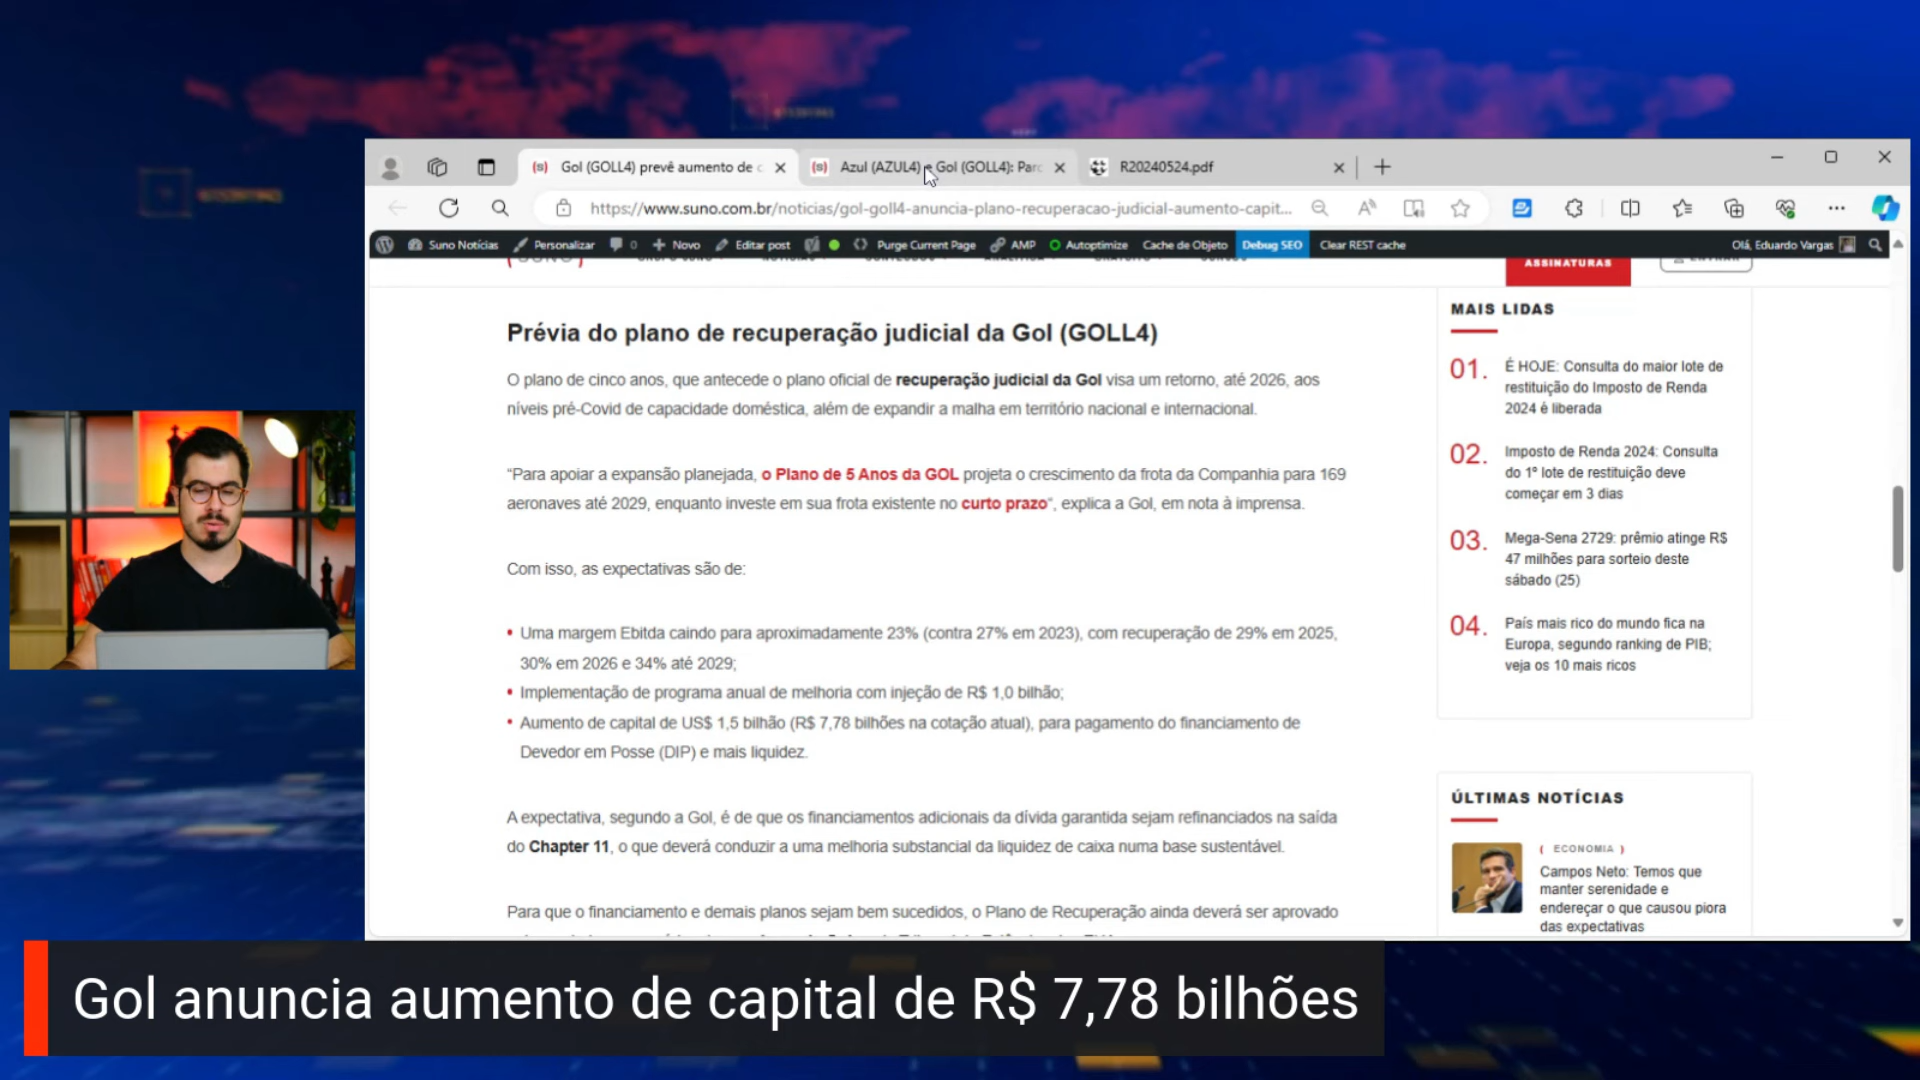 Gol (GOLL4) prevê aumento de c
Azul (AZUL4) e Gol (GOLL4): Parc
R20240524.pdf
https://www.suno.com.br/noticias/gol-goll4-anuncia-plano-recuperacao-judicial-aumento-capit...
Suno Notícias
Personalizar
0
Novo
Editar post
Purge Current Page
AMP
Autoptimize
Cache de Objeto
Debug SEO
Clear REST cache
Olá, Eduardo Vargas
ASSINATURAS
Prévia do plano de recuperação judicial da Gol (GOLL4)
O plano de cinco anos, que antecede o plano oficial de recuperação judicial da Gol visa um retorno, até 2026, aos
níveis pré-Covid de capacidade doméstica, além de expandir a malha em território nacional e internacional.
“Para apoiar a expansão planejada, o Plano de 5 Anos da GOL projeta o crescimento da frota da Companhia para 169
aeronaves até 2029, enquanto investe em sua frota existente no curto prazo“, explica a Gol, em nota à imprensa.
Com isso, as expectativas são de:
• Uma margem Ebitda caindo para aproximadamente 23% (contra 27% em 2023), com recuperação de 29% em 2025,
30% em 2026 e 34% até 2029;
• Implementação de programa anual de melhoria com injeção de R$ 1,0 bilhão;
• Aumento de capital de US$ 1,5 bilhão (R$ 7,78 bilhões na cotação atual), para pagamento do financiamento de
Devedor em Posse (DIP) e mais liquidez.
A expectativa, segundo a Gol, é de que os financiamentos adicionais da dívida garantida sejam refinanciados na saída
do Chapter 11, o que deverá conduzir a uma melhoria substancial da liquidez de caixa numa base sustentável.
Para que o financiamento e demais planos sejam bem sucedidos, o Plano de Recuperação ainda deverá ser aprovado
MAIS LIDAS
01. É HOJE: Consulta do maior lote de
restituição do Imposto de Renda
2024 é liberada
02. Imposto de Renda 2024: Consulta
do 1º lote de restituição deve
começar em 3 dias
03. Mega-Sena 2729: prêmio atinge R$
47 milhões para sorteio deste
sábado (25)
04. País mais rico do mundo fica na
Europa, segundo ranking de PIB;
veja os 10 mais ricos
ÚLTIMAS NOTÍCIAS
( ECONOMIA )
Campos Neto: Temos que
manter serenidade e
endereçar o que causou piora
das expectativas
Gol anuncia aumento de capital de R$ 7,78 bilhões